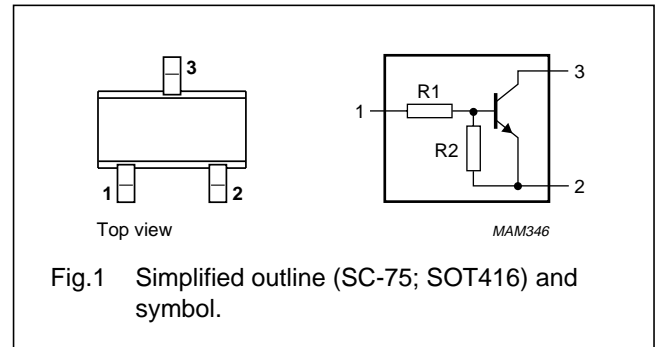 3
1
2
Top view
1
R1
R2
3
2
MAM346
Fig.1 Simplified outline (SC-75; SOT416) and
symbol.